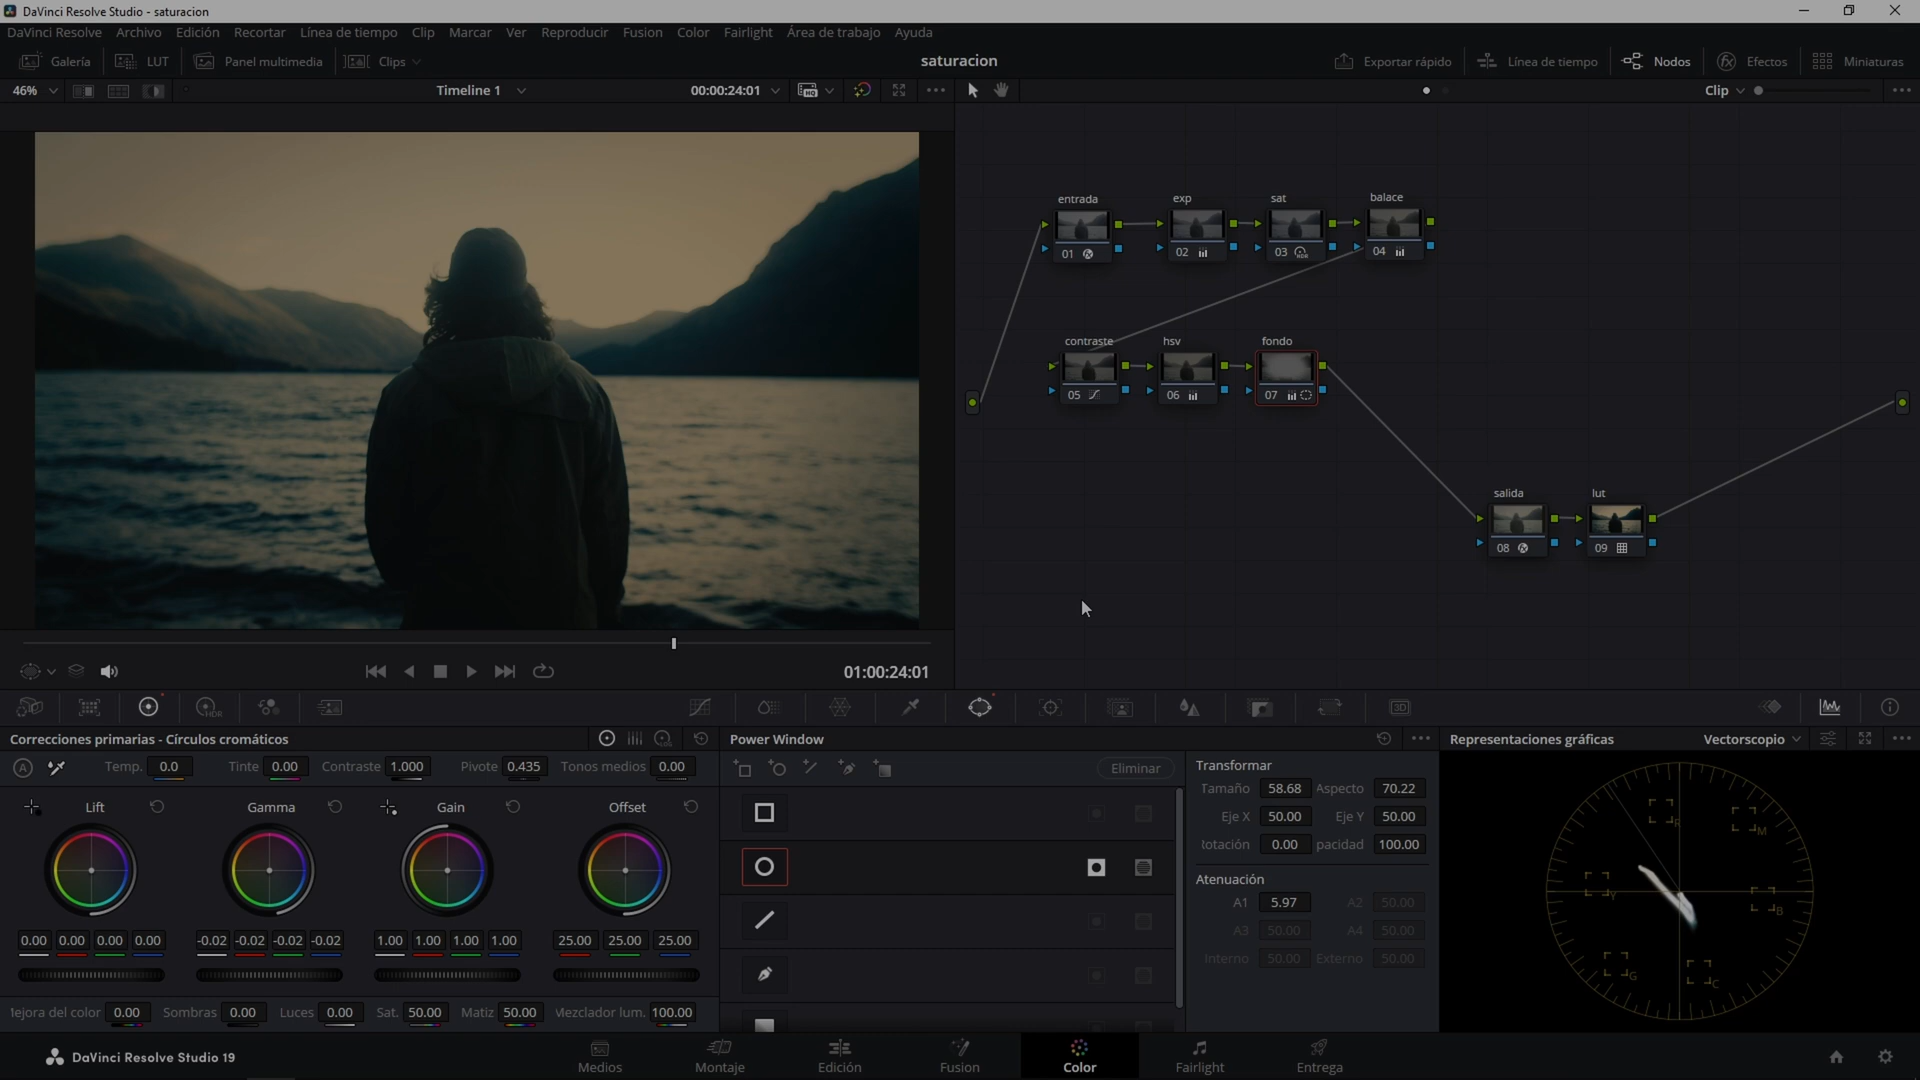 DaVinci Resolve Studio - saturacion
DaVinci Resolve Archivo Edición Recortar Línea de tiempo Clip Marcar Ver Reproducir Fusion Color Fairlight Área de trabajo Ayuda
Galería LUT Panel multimedia Clips saturacion Exportar rápido Línea de tiempo Nodos Efectos Miniaturas
46% Timeline 1 00:00:24:01 HQ Clip
entrada exp sat balace
01 02 03 HDR 04
contraste hsv fondo
05 06 07
salida lut
08 09
01:00:24:01
HDR 3D
Correcciones primarias - Círculos cromáticos Power Window Representaciones gráficas Vectorscopio
A Temp. 0.0 Tinte 0.00 Contraste 1.000 Pivote 0.435 Tonos medios 0.00
Eliminar
Transformar
Tamaño 58.68 Aspecto 70.22
Eje X 50.00 Eje Y 50.00
lotación 0.00 pacidad 100.00
Atenuación
A1 5.97 A2 50.00
A3 50.00 A4 50.00
Interno 50.00 Externo 50.00
Lift Gamma Gain Offset
0.00 0.00 0.00 0.00 -0.02 -0.02 -0.02 -0.02 1.00 1.00 1.00 1.00 25.00 25.00 25.00
lejora del color 0.00 Sombras 0.00 Luces 0.00 Sat. 50.00 Matiz 50.00 Mezclador lum. 100.00
R M
Y B
G C
DaVinci Resolve Studio 19
Medios Montaje Edición Fusion Color Fairlight Entrega